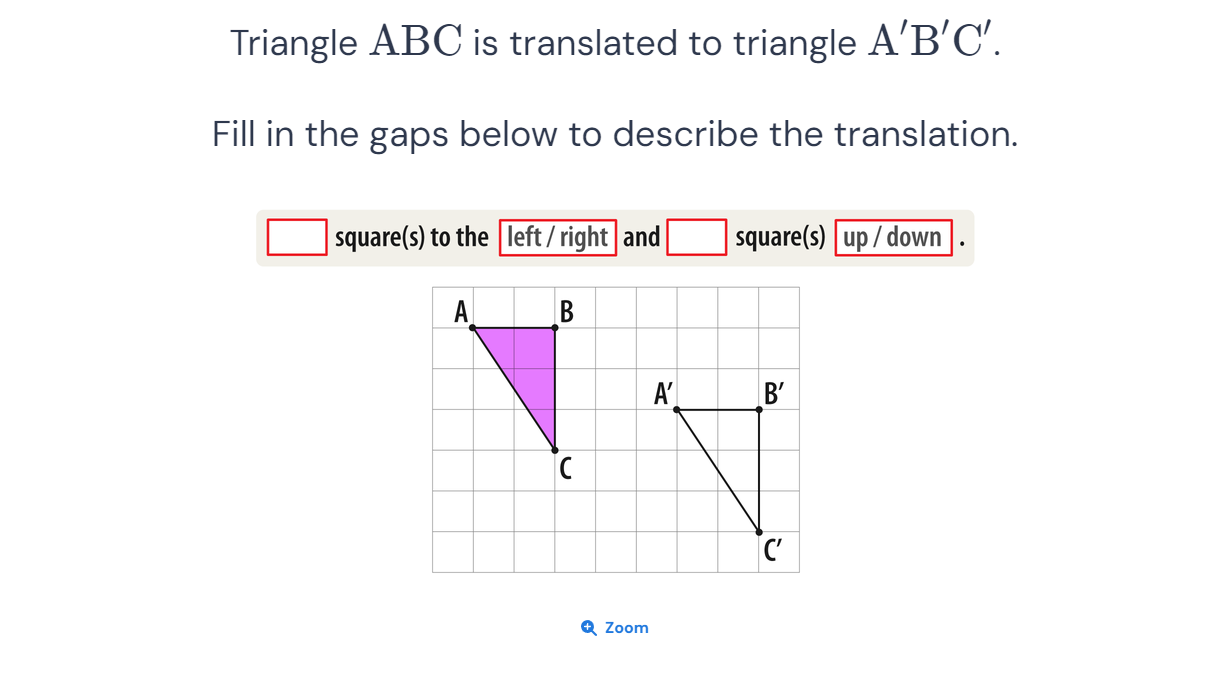 Triangle ABC is translated to triangle A′B′C′.
Fill in the gaps below to describe the translation.
square(s) to the left / right and square(s) up / down .
A B
A′ B′
C
C′
Zoom